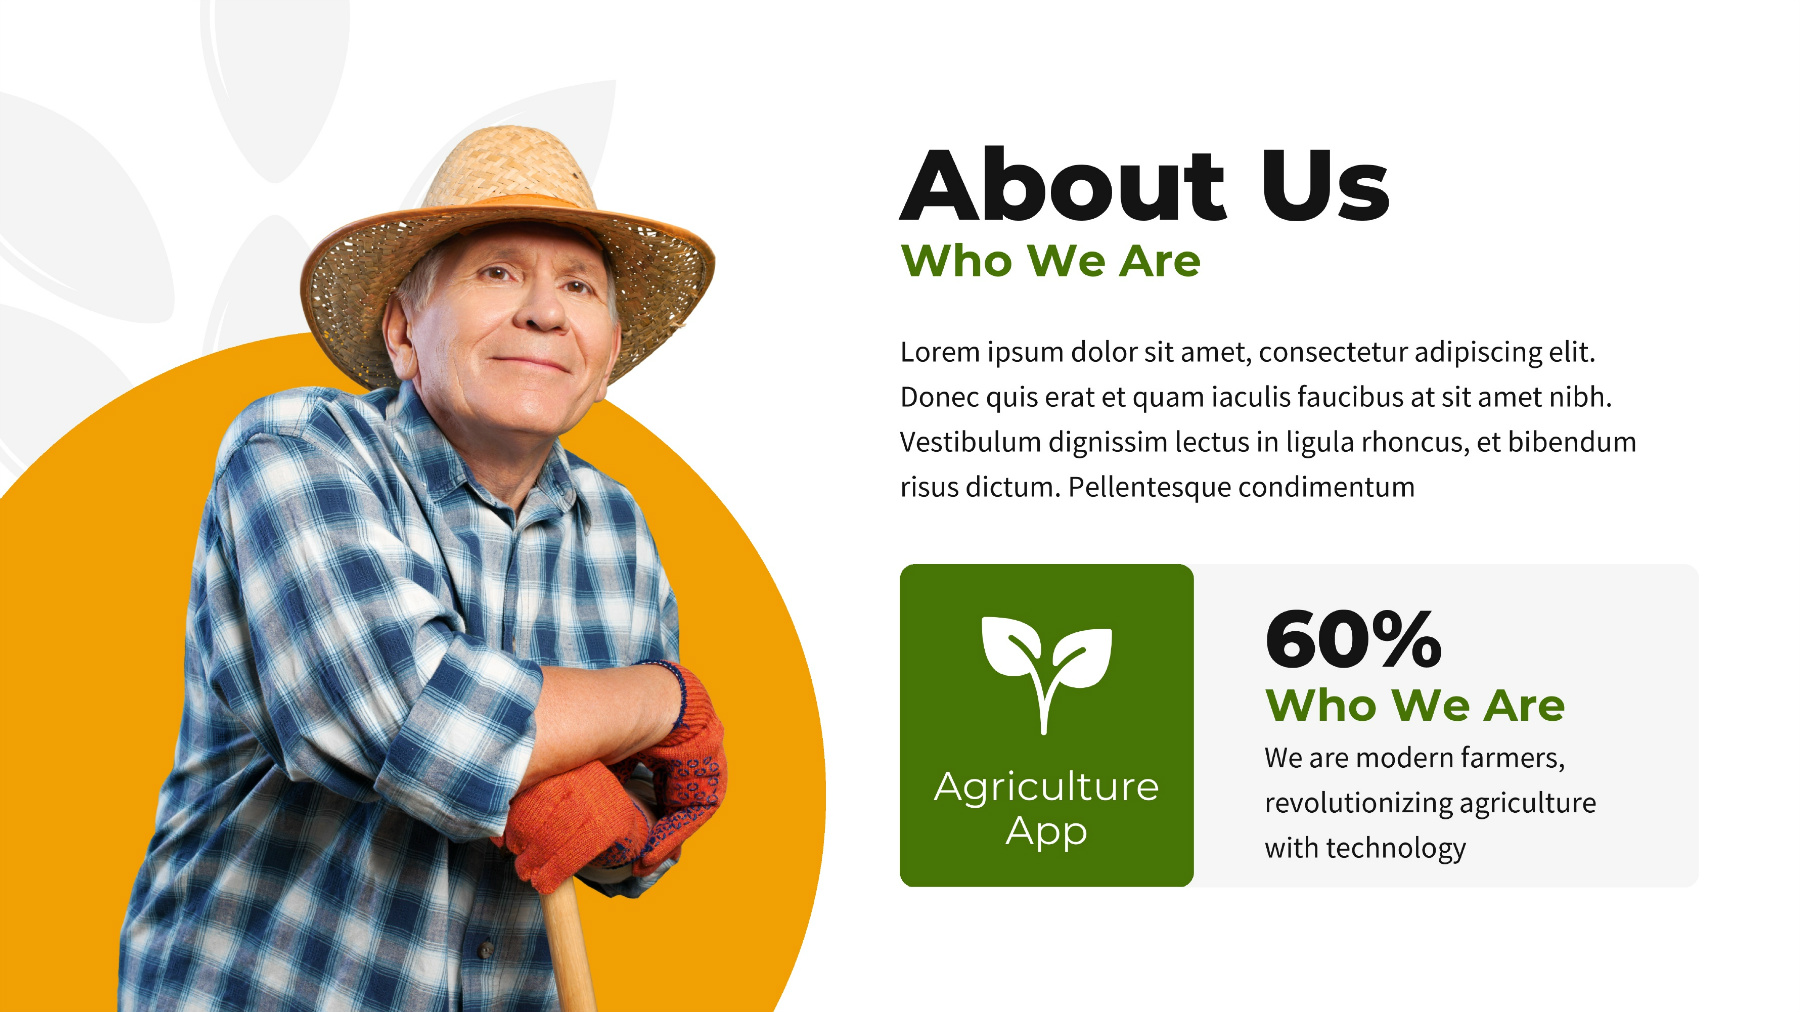 About Us
Who We Are
Lorem ipsum dolor sit amet, consectetur adipiscing elit.
Donec quis erat et quam iaculis faucibus at sit amet nibh.
Vestibulum dignissim lectus in ligula rhoncus, et bibendum
risus dictum. Pellentesque condimentum
Agriculture
App
60%
Who We Are
We are modern farmers,
revolutionizing agriculture
with technology